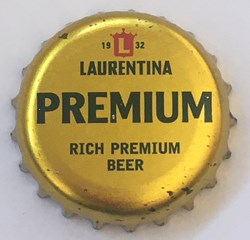 19 L 32
LAURENTINA
PREMIUM
RICH PREMIUM
BEER